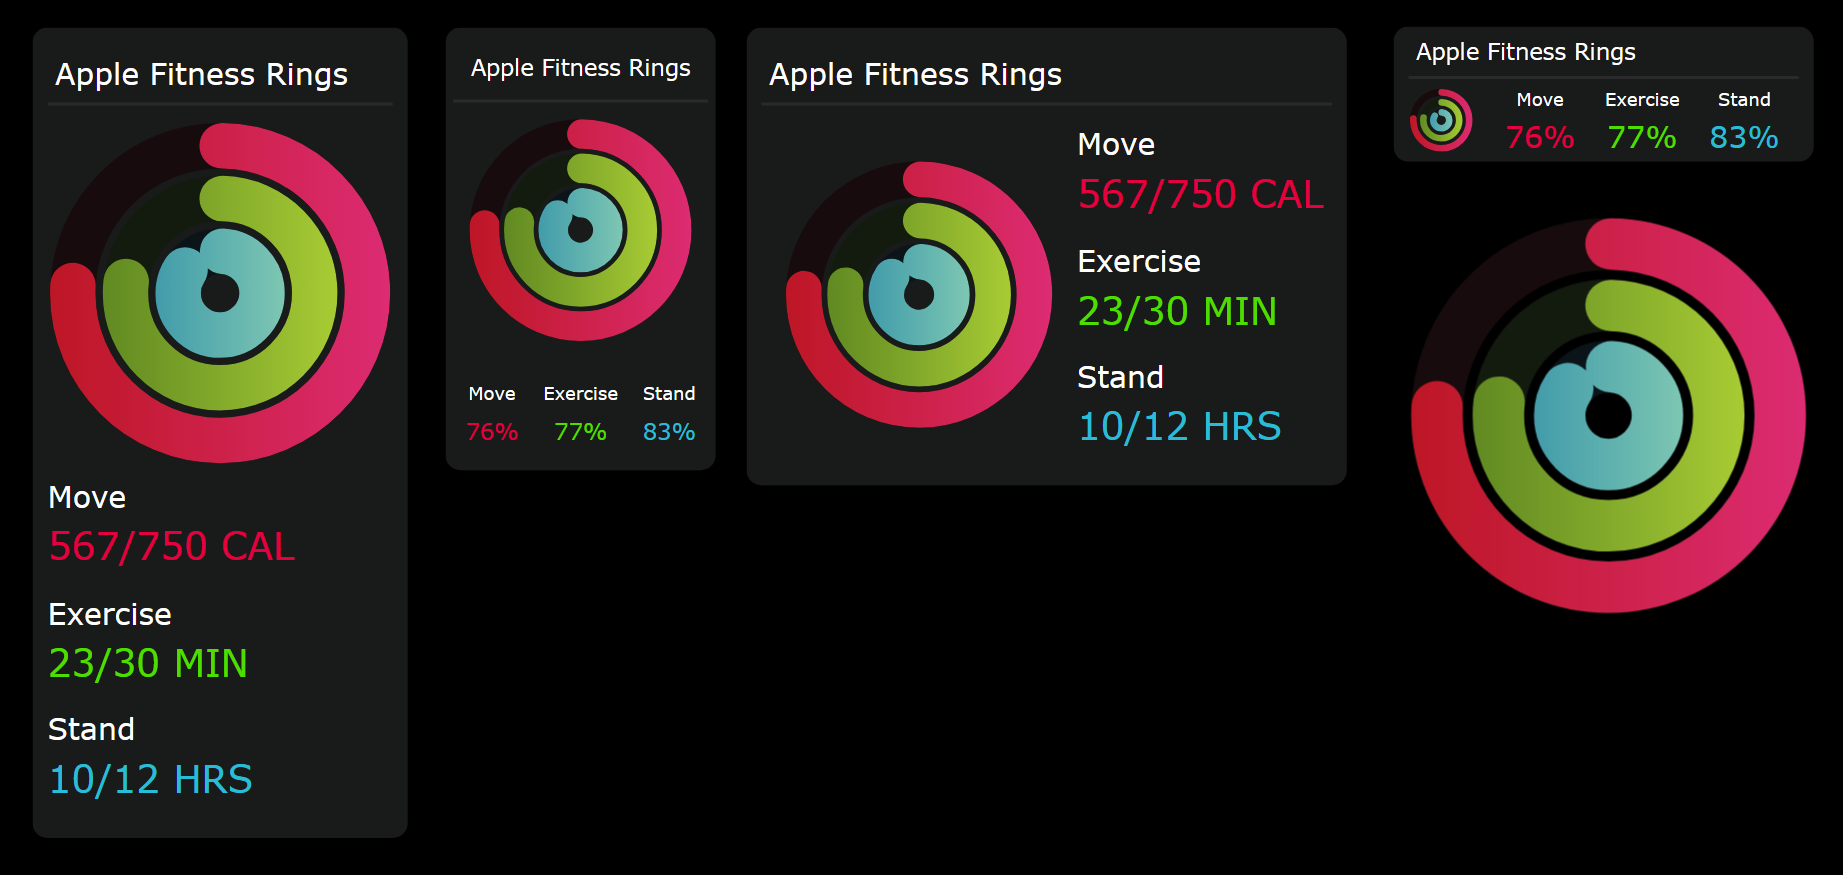 Apple Fitness Rings
Move
567/750 CAL
Exercise
23/30 MIN
Stand
10/12 HRS
Apple Fitness Rings
Move Exercise Stand
76% 77% 83%
Apple Fitness Rings
Move
567/750 CAL
Exercise
23/30 MIN
Stand
10/12 HRS
Apple Fitness Rings
Move Exercise Stand
76% 77% 83%